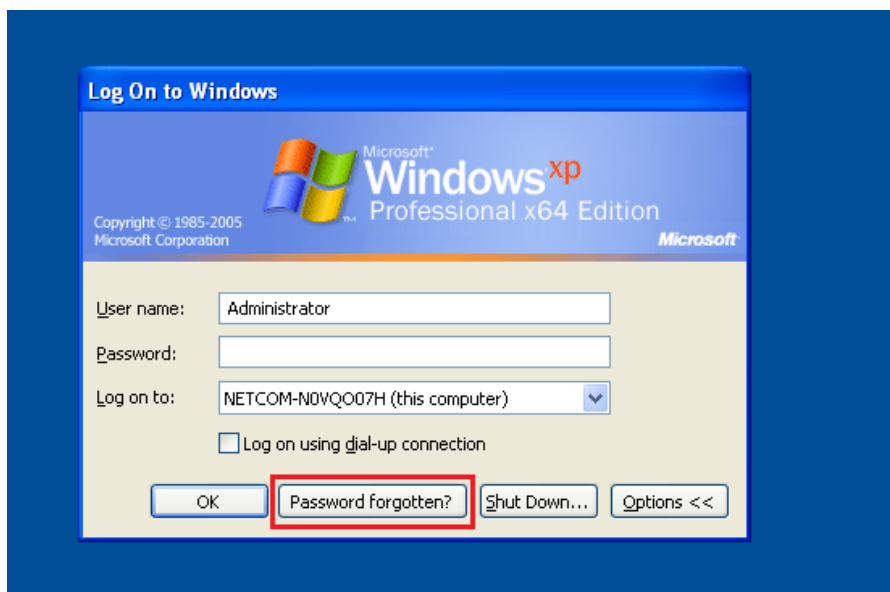 Log On to Windows
Microsoft®
Windows xp
Professional x64 Edition
Copyright © 1985-2005
Microsoft Corporation
Microsoft
User name: Administrator
Password:
Log on to: NETCOM-N0VQO07H (this computer)
Log on using dial-up connection
OK Password forgotten? Shut Down... Options <<